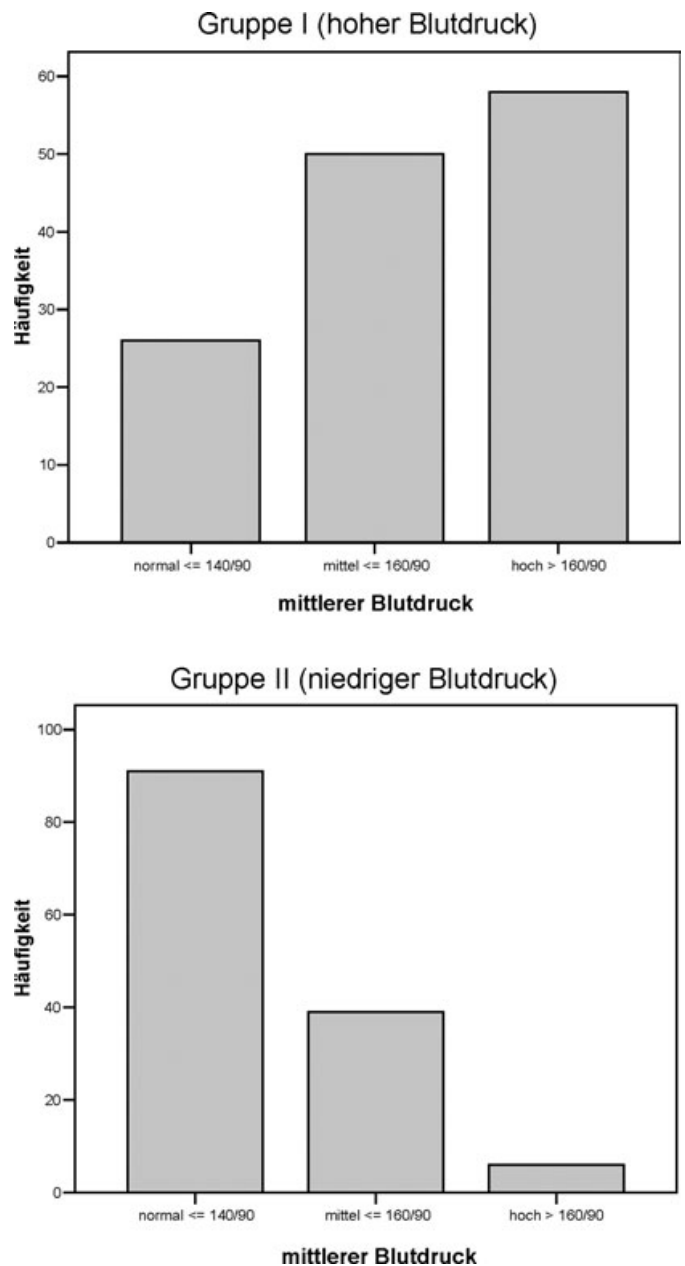 Gruppe I (hoher Blutdruck)
60
50
40
30
20
10
0
Häufigkeit
normal <= 140/90
mittel <= 160/90
hoch > 160/90
mittlerer Blutdruck
Gruppe II (niedriger Blutdruck)
100
80
60
40
20
0
Häufigkeit
normal <= 140/90
mittel <= 160/90
hoch > 160/90
mittlerer Blutdruck